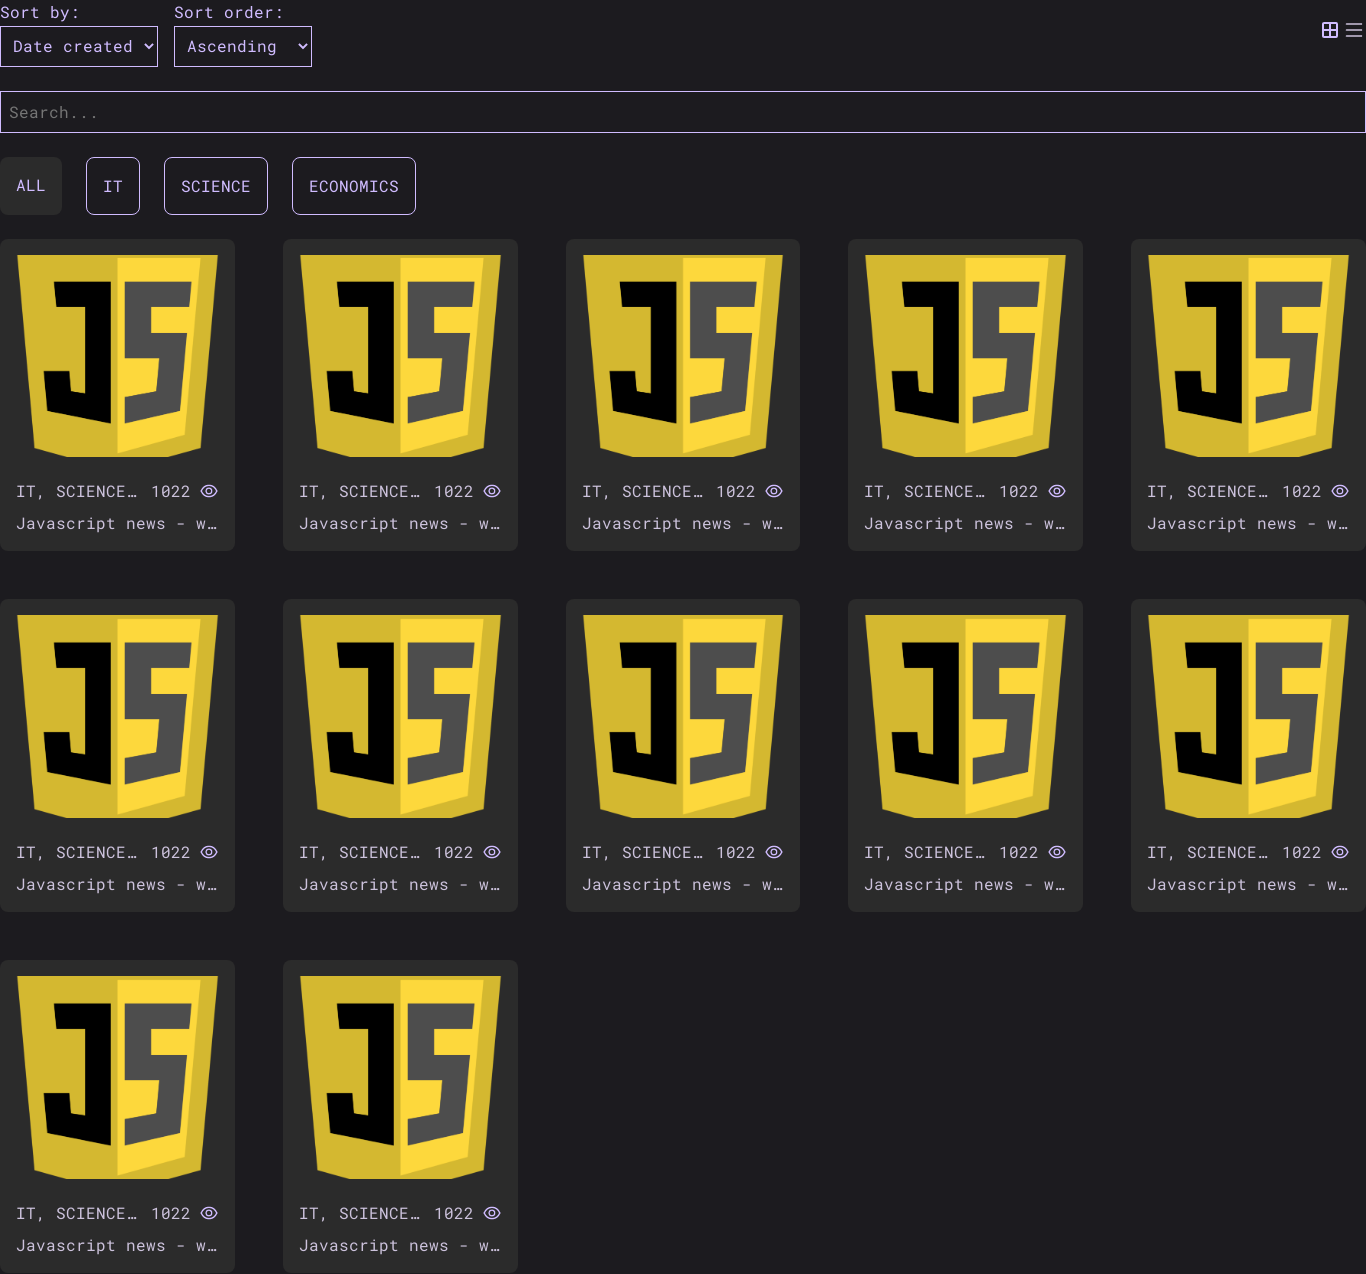 Sort by: Sort order:
Date created Ascending
Search...
ALL IT SCIENCE ECONOMICS
JS JS JS JS JS
IT, SCIENCE… 1022 IT, SCIENCE… 1022 IT, SCIENCE… 1022 IT, SCIENCE… 1022 IT, SCIENCE… 1022
Javascript news - w… Javascript news - w… Javascript news - w… Javascript news - w… Javascript news - w…
JS JS JS JS JS
IT, SCIENCE… 1022 IT, SCIENCE… 1022 IT, SCIENCE… 1022 IT, SCIENCE… 1022 IT, SCIENCE… 1022
Javascript news - w… Javascript news - w… Javascript news - w… Javascript news - w… Javascript news - w…
JS JS
IT, SCIENCE… 1022 IT, SCIENCE… 1022
Javascript news - w… Javascript news - w…